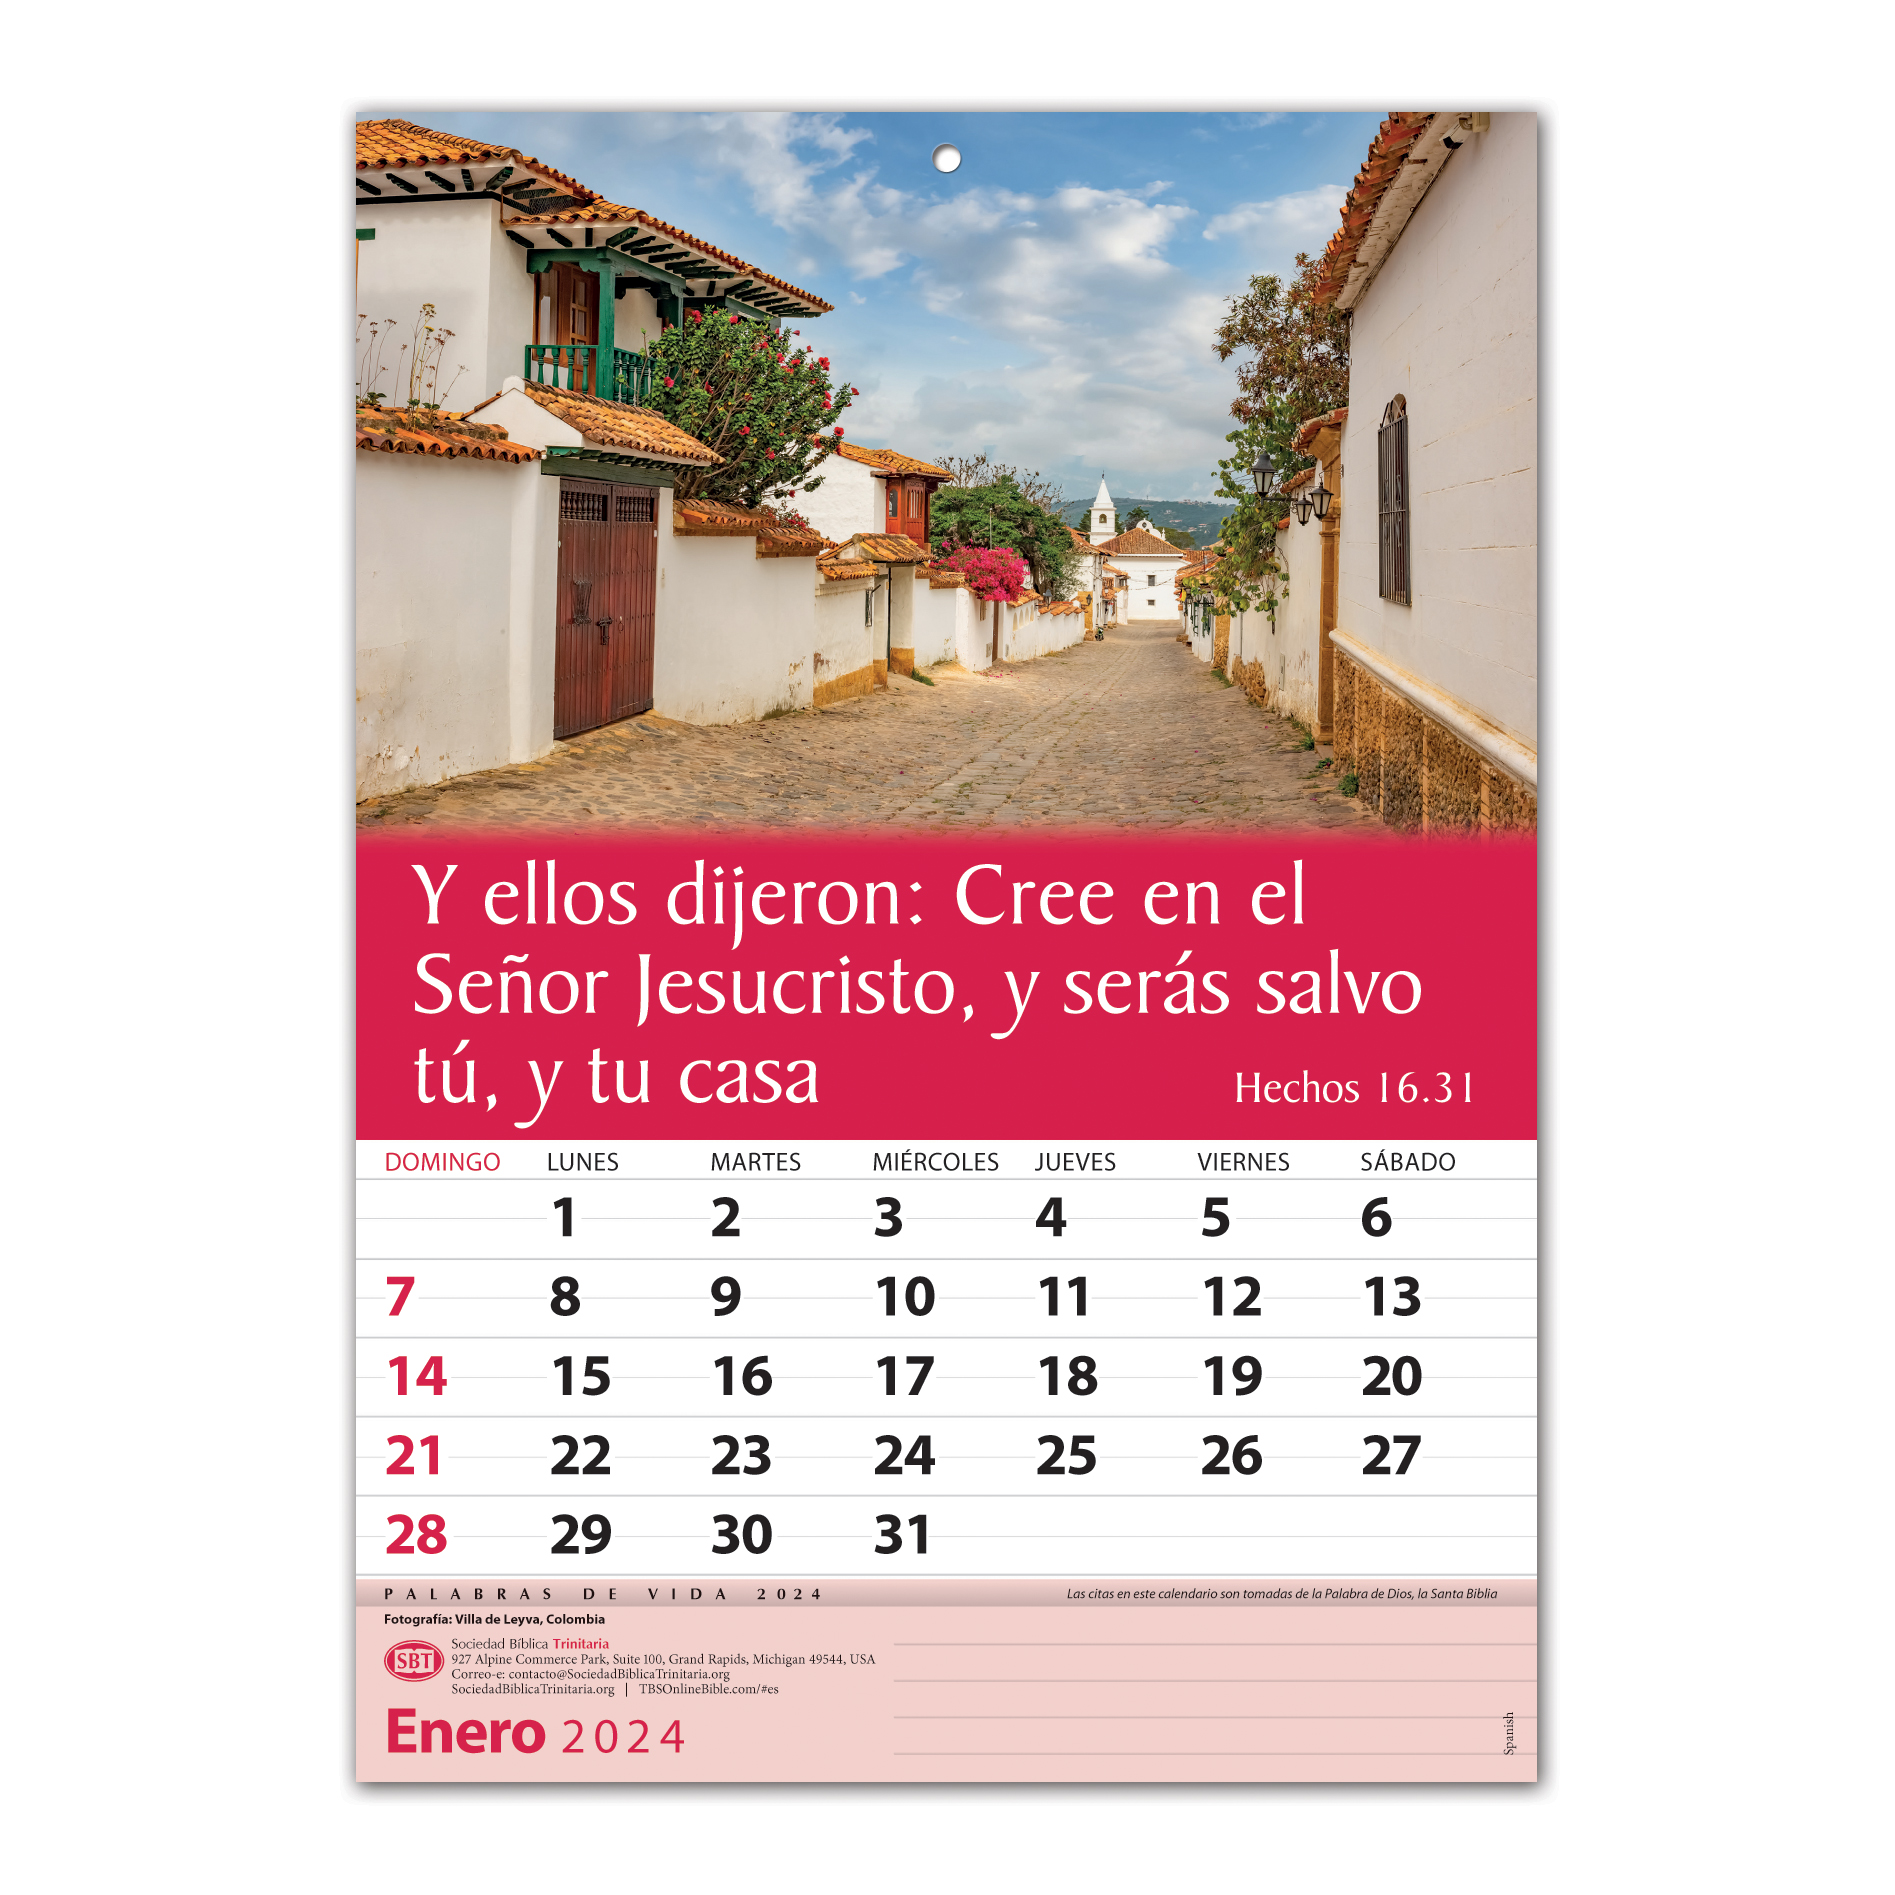 Y ellos dijeron: Cree en el
Señor Jesucristo, y serás salvo
tú, y tu casa
Hechos 16.31
DOMINGO LUNES MARTES MIÉRCOLES JUEVES VIERNES SÁBADO
1 2 3 4 5 6
7 8 9 10 11 12 13
14 15 16 17 18 19 20
21 22 23 24 25 26 27
28 29 30 31
PALABRAS DE VIDA 2024
Las citas en este calendario son tomadas de la Palabra de Dios, la Santa Biblia
Fotografía: Villa de Leyva, Colombia
SBT
Sociedad Bíblica Trinitaria
927 Alpine Commerce Park, Suite 100, Grand Rapids, Michigan 49544, USA
Correo-e: contacto@SociedadBiblicaTrinitaria.org
SociedadBiblicaTrinitaria.org | TBSOnlineBible.com/#es
Enero 2024
Spanish